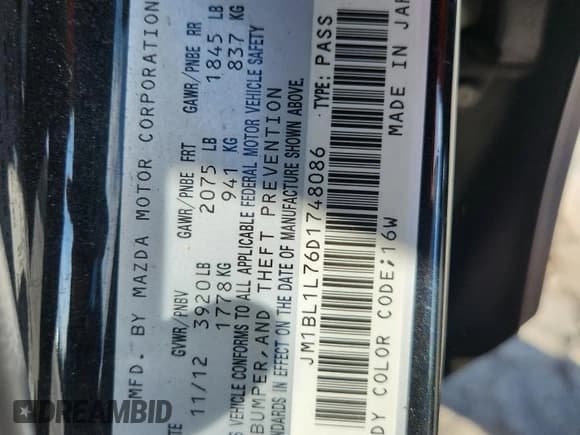 MFD. BY MAZDA MOTOR CORPORATION
DATE GVWR/PNBV GAWR/PNBE FRT GAWR/PNBE RR
11/12 3920LB 2075 LB 1845 LB
1778KG 941 KG 837 KG
S VEHICLE CONFORMS TO ALL APPLICABLE FEDERAL MOTOR VEHICLE SAFETY
BUMPER, AND THEFT PREVENTION
NDARDS IN EFFECT ON THE DATE OF MANUFACTURE SHOWN ABOVE.
JM1BL1L76D1748086 TYPE: PASS
DY COLOR CODE;16W MADE IN JAP
DREAMBID